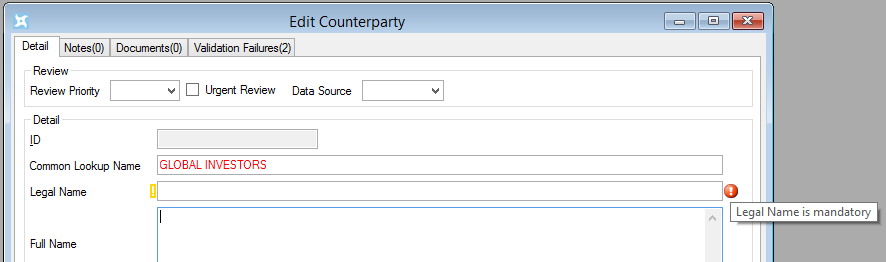 Edit Counterparty
Detail Notes(0) Documents(0) Validation Failures(2)
Review
Review Priority Urgent Review Data Source
Detail
ID
Common Lookup Name GLOBAL INVESTORS
Legal Name
Legal Name is mandatory
Full Name